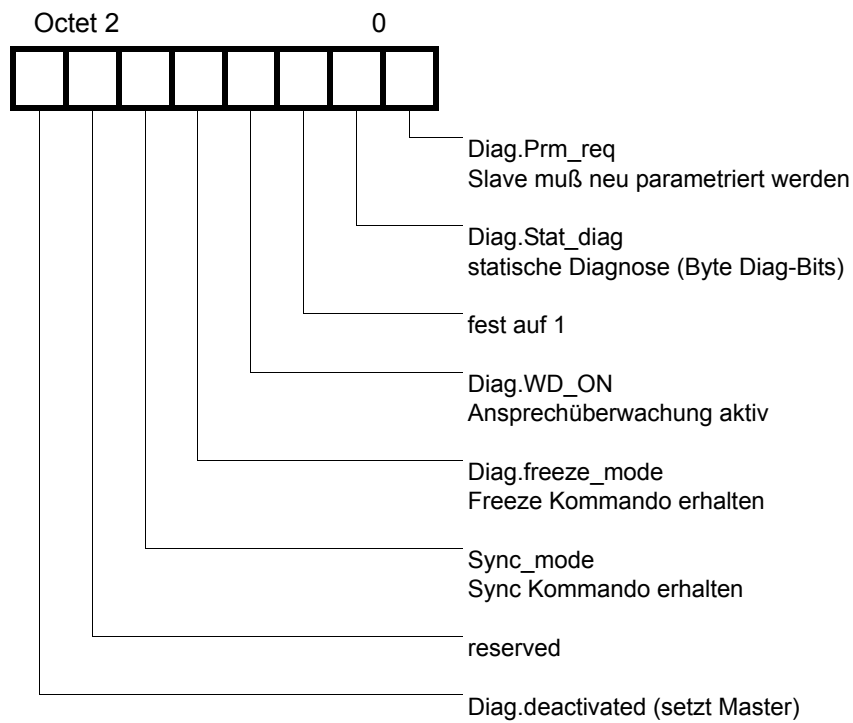 Octet 2 0
Diag.Prm_req
Slave muß neu parametriert werden
Diag.Stat_diag
statische Diagnose (Byte Diag-Bits)
fest auf 1
Diag.WD_ON
Ansprechüberwachung aktiv
Diag.freeze_mode
Freeze Kommando erhalten
Sync_mode
Sync Kommando erhalten
reserved
Diag.deactivated (setzt Master)